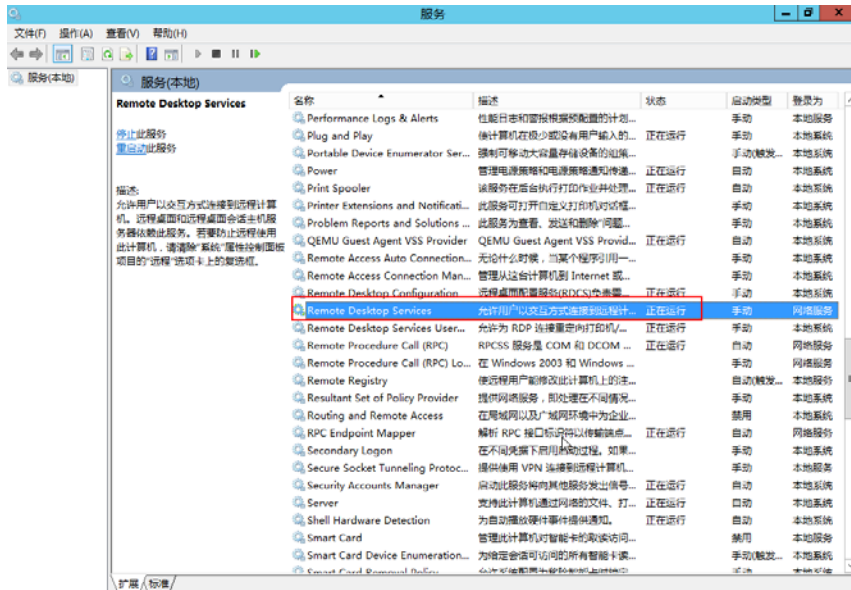 服务
文件(F) 操作(A) 查看(V) 帮助(H)
服务(本地)
服务(本地)
Remote Desktop Services
停止此服务
重启动此服务
描述:
允许用户以交互方式连接到远程计算
机。远程桌面和远程桌面会话主机服
务器依赖此服务。若要防止远程使用
此计算机，请清除"系统"属性控制面板
项目的"远程"选项卡上的复选框。
名称 描述 状态 启动类型 登录为
Performance Logs & Alerts 性能日志和警报根据预配置的计划... 手动 本地服务
Plug and Play 使计算机在极少或没有用户输入的... 正在运行 手动 本地系统
Portable Device Enumerator Ser... 强制可移动大容量存储设备的组策... 手动(触发... 本地系统
Power 管理电源策略和电源策略通知传递... 正在运行 自动 本地系统
Print Spooler 该服务在后台执行打印作业并处理... 正在运行 自动 本地系统
Printer Extensions and Notificati... 此服务可打开自定义打印机对话框... 手动 本地系统
Problem Reports and Solutions ... 此服务为查看、发送和删除"问题... 手动 本地系统
QEMU Guest Agent VSS Provider QEMU Guest Agent VSS Provid... 正在运行 自动 本地系统
Remote Access Auto Connection... 无论什么时候，当某个程序引用一... 手动 本地系统
Remote Access Connection Man... 管理从这台计算机到 Internet 或... 手动 本地系统
Remote Desktop Configuration 远程桌面配置服务(RDCS)负责需... 正在运行 手动 本地系统
Remote Desktop Services 允许用户以交互方式连接到远程计... 正在运行 手动 网络服务
Remote Desktop Services User... 允许为 RDP 连接重定向打印机/... 正在运行 手动 本地系统
Remote Procedure Call (RPC) RPCSS 服务是 COM 和 DCOM ... 正在运行 自动 网络服务
Remote Procedure Call (RPC) Lo... 在 Windows 2003 和 Windows ... 手动 网络服务
Remote Registry 使远程用户能修改此计算机上的注... 自动(触发... 本地服务
Resultant Set of Policy Provider 提供网络服务，即处理在不同情况... 手动 本地系统
Routing and Remote Access 在局域网以及广域网环境中为企业... 禁用 本地系统
RPC Endpoint Mapper 解析 RPC 接口标识符以传输端点... 正在运行 自动 网络服务
Secondary Logon 在不同凭据下启用启动过程。如果... 手动 本地系统
Secure Socket Tunneling Protoc... 提供使用 VPN 连接到远程计算机... 手动 本地服务
Security Accounts Manager 启动此服务将向其他服务发出信号... 正在运行 自动 本地系统
Server 支持此计算机通过网络的文件、打... 正在运行 自动 本地系统
Shell Hardware Detection 为自动播放硬件事件提供通知。 正在运行 自动 本地系统
Smart Card 管理此计算机对智能卡的取读访问... 禁用 本地服务
Smart Card Device Enumeration... 为给定会话可访问的所有智能卡读... 手动(触发... 本地系统
Smart Card Removal Policy 允许系统配置为移除智能卡时锁定... 手动 本地系统
扩展 标准